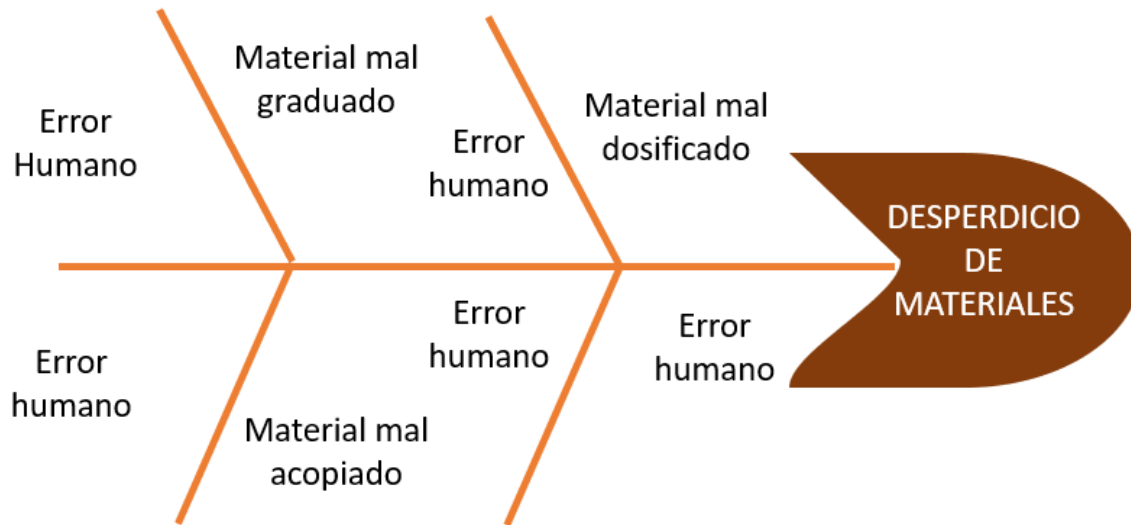 Material mal
graduado
Error
Humano
Error
humano
Material mal
dosificado
DESPERDICIO
DE
MATERIALES
Error
humano
Material mal
acopiado
Error
humano
Error
humano